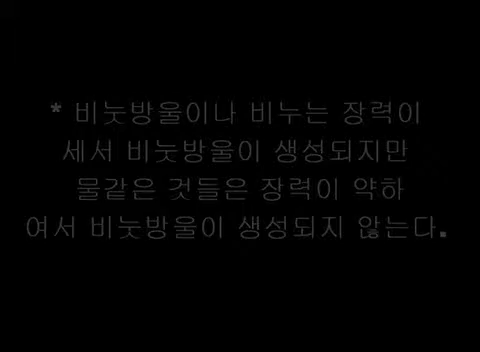 * 비눗방울이나 비누는 장력이
세서 비눗방울이 생성되지만
물같은 것들은 장력이 약하
여서 비눗방울이 생성되지 않는다.